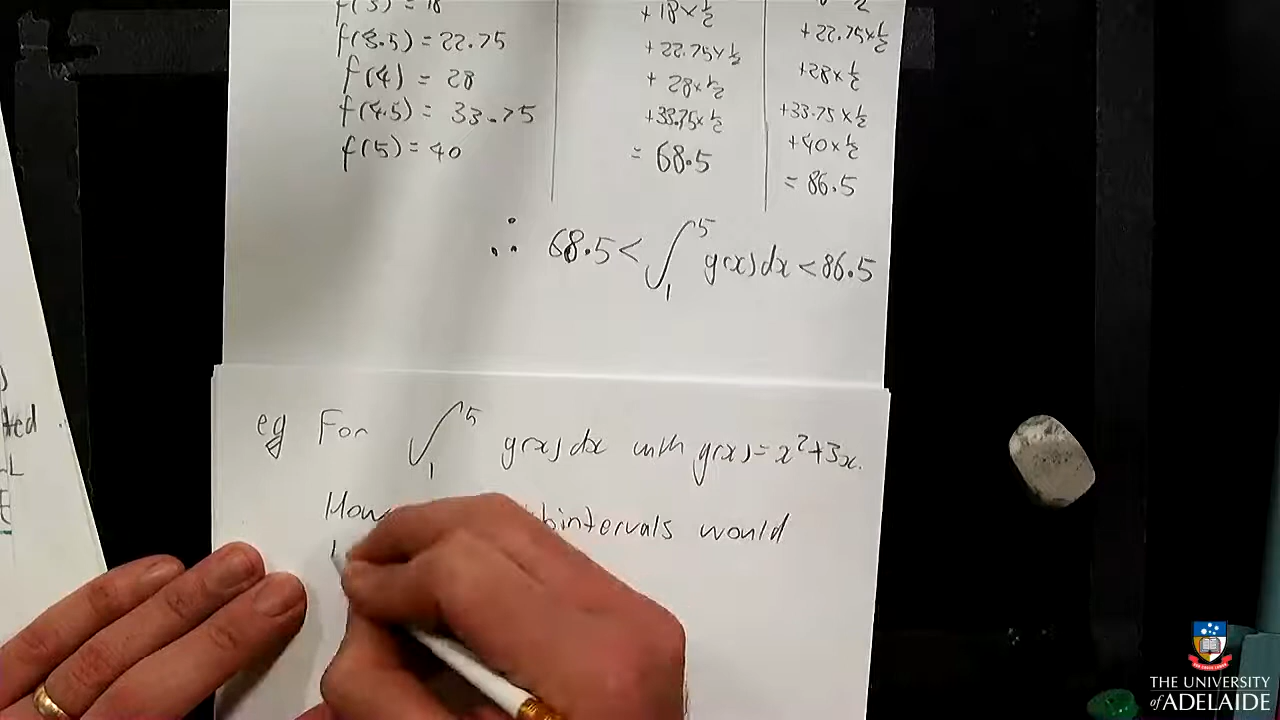 f(3) = 18
f(3.5) = 22.75
f(4) = 28
f(4.5) = 33.75
f(5) = 40
+ 18 × 1/2
+ 22.75 × 1/2
+ 28 × 1/2
+ 33.75 × 1/2
= 68.5
+ 22.75 × 1/2
+ 28 × 1/2
+ 33.75 × 1/2
+ 40 × 1/2
= 86.5
∴ 68.5 < ∫₁⁵ g(x) dx < 86.5
eg For ∫₁⁵ g(x) dx with g(x) = x² + 3x.
How subintervals would
THE UNIVERSITY
of ADELAIDE